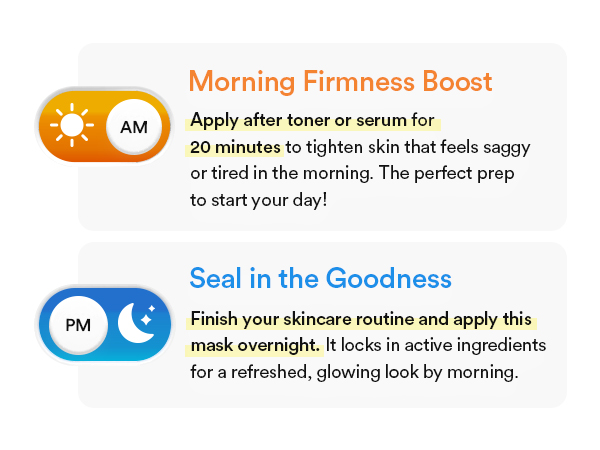 Morning Firmness Boost
AM
Apply after toner or serum for
20 minutes to tighten skin that feels saggy
or tired in the morning. The perfect prep
to start your day!
Seal in the Goodness
PM
Finish your skincare routine and apply this
mask overnight. It locks in active ingredients
for a refreshed, glowing look by morning.